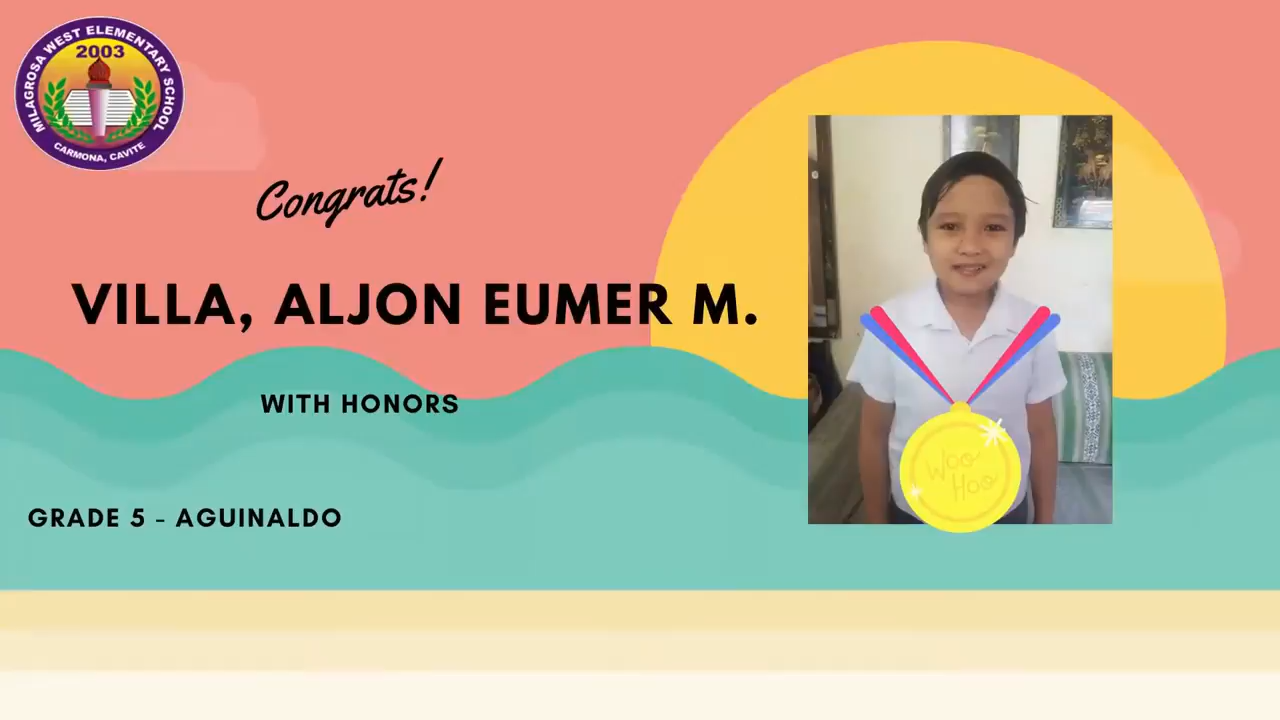 MILAGROSA WEST ELEMENTARY SCHOOL
2003
CARMONA, CAVITE
Congrats!
VILLA, ALJON EUMER M.
WITH HONORS
GRADE 5 - AGUINALDO
Woo
Hoo